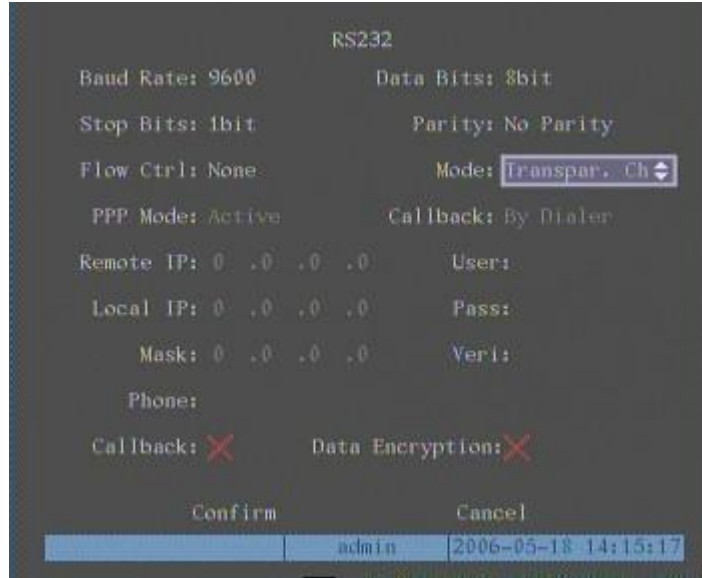 RS232
Baud Rate: 9600 Data Bits: 8bit
Stop Bits: 1bit Parity: No Parity
Flow Ctrl: None Mode: Transpar. Ch
PPP Mode: Active Callback: By Dialer
Remote IP: 0 .0 .0 .0 User:
Local IP: 0 .0 .0 .0 Pass:
Mask: 0 .0 .0 .0 Veri:
Phone:
Callback: Data Encryption:
Confirm Cancel
admin 2006-05-18 14:15:17